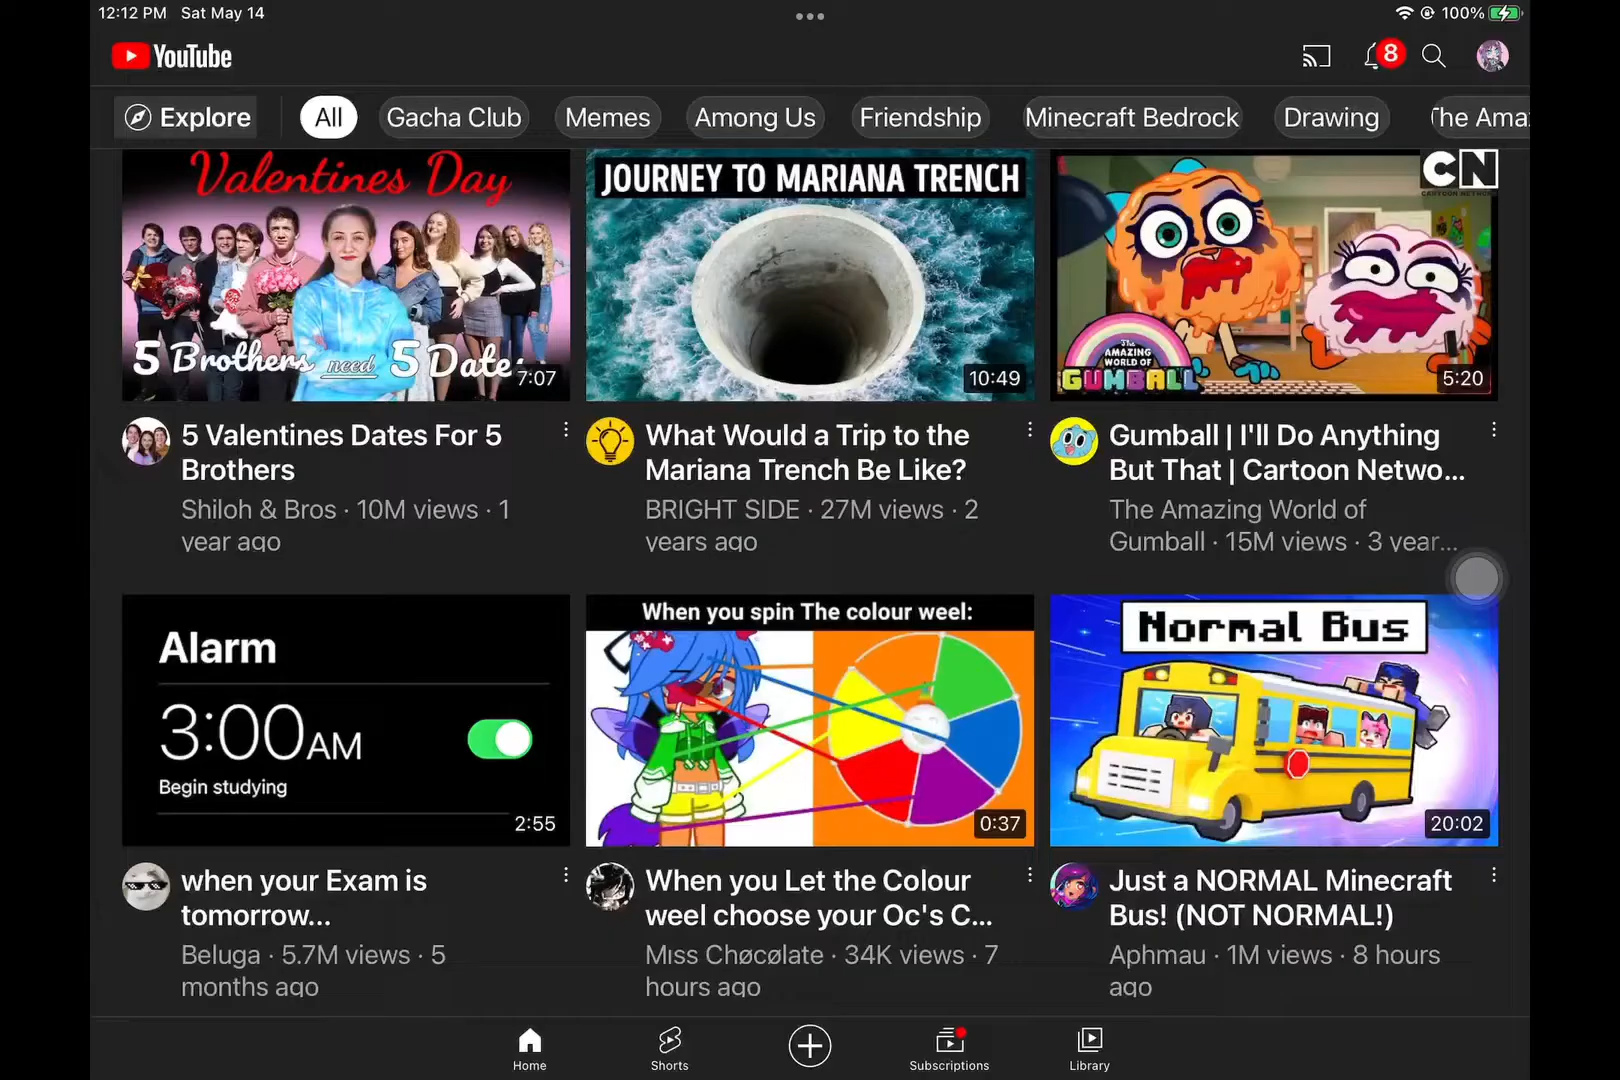 12:12 PM Sat May 14
100%
YouTube
8
Explore
All
Gacha Club
Memes
Among Us
Friendship
Minecraft Bedrock
Drawing
The Ama
Valentines Day
5 Brothers need 5 Date
7:07
JOURNEY TO MARIANA TRENCH
10:49
CN
CARTOON NETWORK
THE
AMAZING
WORLD OF
GUMBALL
5:20
5 Valentines Dates For 5
Brothers
Shiloh & Bros · 10M views · 1
year ago
What Would a Trip to the
Mariana Trench Be Like?
BRIGHT SIDE · 27M views · 2
years ago
Gumball | I'll Do Anything
But That | Cartoon Netwo...
The Amazing World of
Gumball · 15M views · 3 year...
Alarm
3:00AM
Begin studying
2:55
When you spin The colour weel:
0:37
Normal Bus
20:02
when your Exam is
tomorrow...
Beluga · 5.7M views · 5
months ago
When you Let the Colour
weel choose your Oc's C...
Mıss Chøcølate · 34K views · 7
hours ago
Just a NORMAL Minecraft
Bus! (NOT NORMAL!)
Aphmau · 1M views · 8 hours
ago
Home
Shorts
Subscriptions
Library